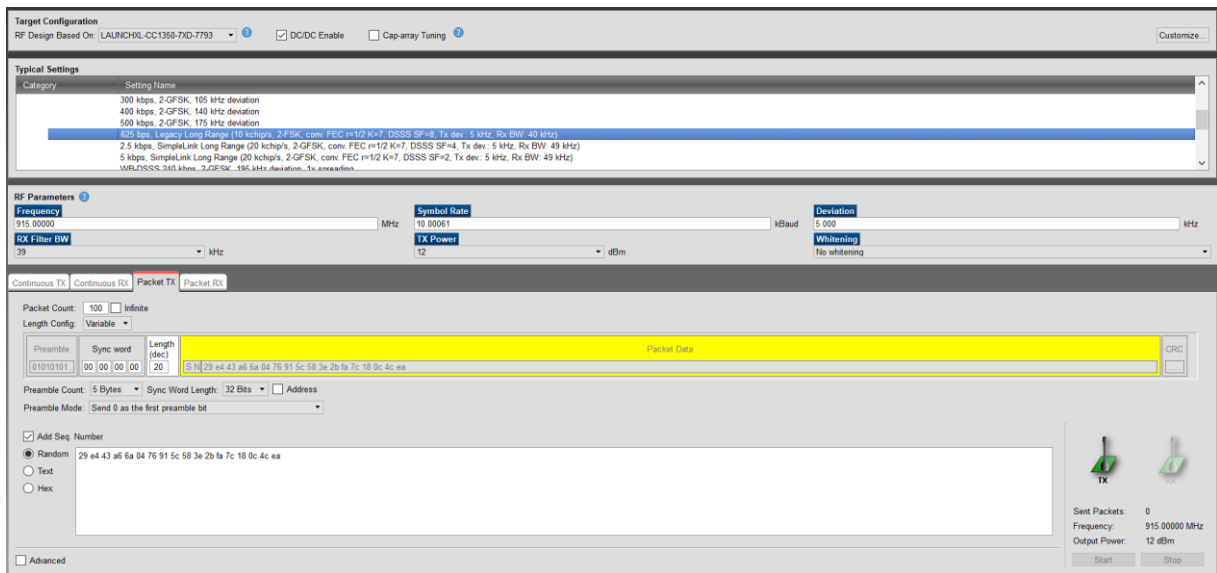 Target Configuration
RF Design Based On: LAUNCHXL-CC1350-7XD-7793 ? DC/DC Enable Cap-array Tuning ? Customize...
Typical Settings
Category Setting Name
300 kbps, 2-GFSK, 105 kHz deviation
400 kbps, 2-GFSK, 140 kHz deviation
500 kbps, 2-GFSK, 175 kHz deviation
625 bps, Legacy Long Range (10 kchip/s, 2-FSK, conv. FEC r=1/2 K=7, DSSS SF=8, Tx dev.: 5 kHz, Rx BW: 40 kHz)
2.5 kbps, SimpleLink Long Range (20 kchip/s, 2-GFSK, conv. FEC r=1/2 K=7, DSSS SF=4, Tx dev.: 5 kHz, Rx BW: 49 kHz)
5 kbps, SimpleLink Long Range (20 kchip/s, 2-GFSK, conv. FEC r=1/2 K=7, DSSS SF=2, Tx dev.: 5 kHz, Rx BW: 49 kHz)
WB-DSSS 240 kbps, 2-GFSK, 195 kHz deviation, 1x spreading
RF Parameters ?
Frequency Symbol Rate Deviation
915.00000 MHz 10.00061 kBaud 5.000 kHz
RX Filter BW TX Power Whitening
39 kHz 12 dBm No whitening
Continuous TX Continuous RX Packet TX Packet RX
Packet Count: 100 Infinite
Length Config: Variable
Preamble Sync word Length (dec) Packet Data CRC
01010101 00 00 00 00 20 S N 29 e4 43 a6 6a 04 76 91 5c 58 3e 2b fa 7c 18 0c 4c ea
Preamble Count: 5 Bytes Sync Word Length: 32 Bits Address
Preamble Mode: Send 0 as the first preamble bit
Add Seq. Number
Random 29 e4 43 a6 6a 04 76 91 5c 58 3e 2b fa 7c 18 0c 4c ea
Text
Hex
TX RX
Sent Packets: 0
Frequency: 915.00000 MHz
Output Power: 12 dBm
Advanced Start Stop